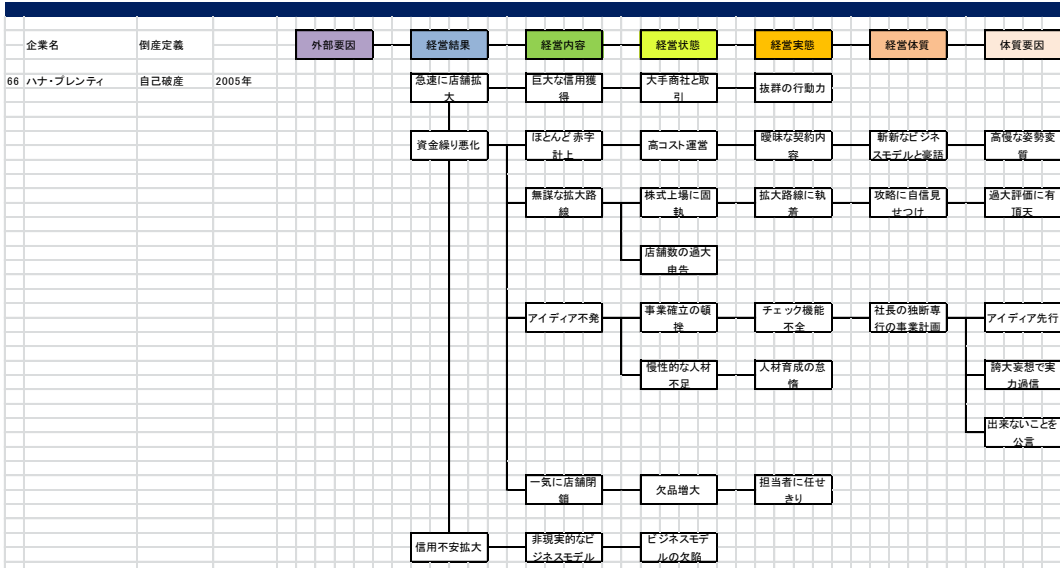 企業名 倒産定義 外部要因 経営結果 経営内容 経営状態 経営実態 経営体質 体質要因
66 ハナ・プレンティ 自己破産 2005年
急速に店舗拡
大
巨大な信用獲
得
大手商社と取
引
抜群の行動力
資金繰り悪化
ほとんど赤字
計上
高コスト運営
曖昧な契約内
容
斬新なビジネ
スモデルと豪語
高慢な姿勢変
質
無謀な拡大路
線
株式上場に固
執
拡大路線に執
着
攻略に自信見
せつけ
過大評価に有
頂天
店舗数の過大
申告
アイディア不発
事業確立の頓
挫
チェック機能
不全
社長の独断専
行の事業計画
アイディア先行
慢性的な人材
不足
人材育成の怠
惰
誇大妄想で実
力過信
出来ないことを
公言
一気に店舗閉
鎖
欠品増大
担当者に任せ
きり
信用不安拡大
非現実的なビ
ジネスモデル
ビジネスモデ
ルの欠陥